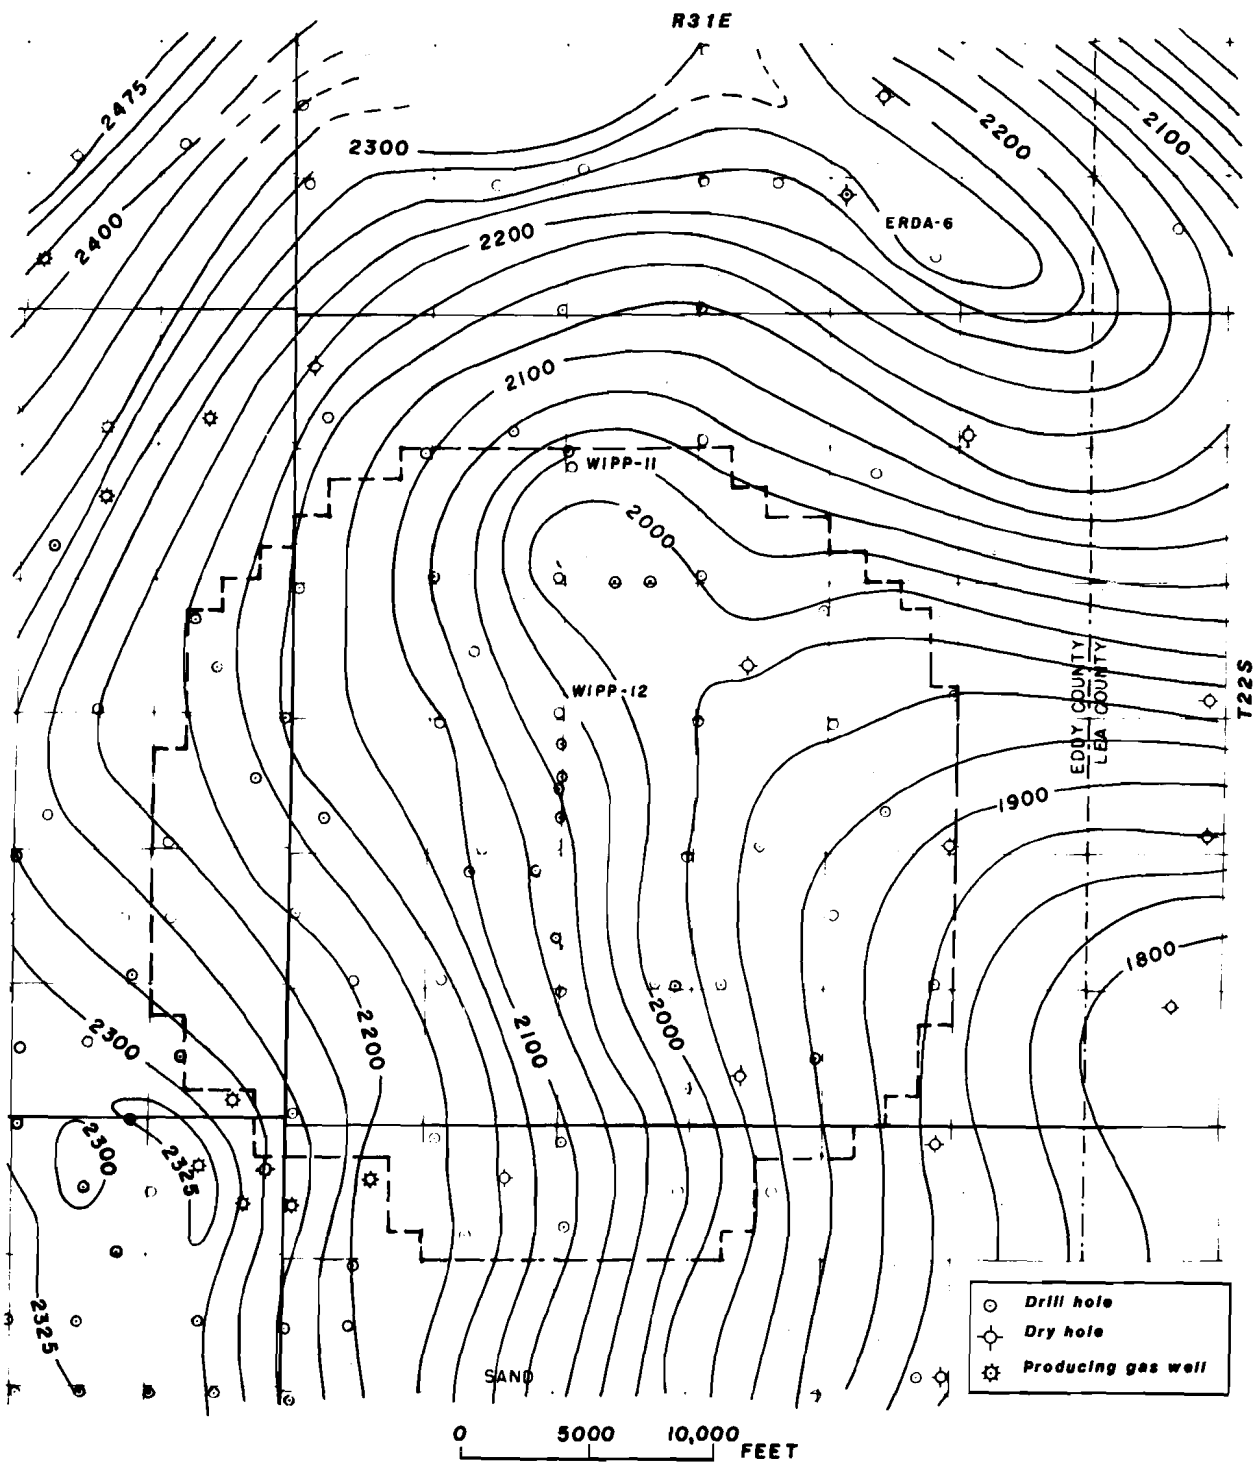 R31E
2475
2300
2200
2100
2400
2200
ERDA-6
2100
WIPP-11
2000
WIPP-12
EDDY COUNTY
LEA COUNTY
T22S
1900
1800
2300
2200
2100
2000
2300
2325
2325
SAND
Drill hole
Dry hole
Producing gas well
0 5000 10,000 FEET